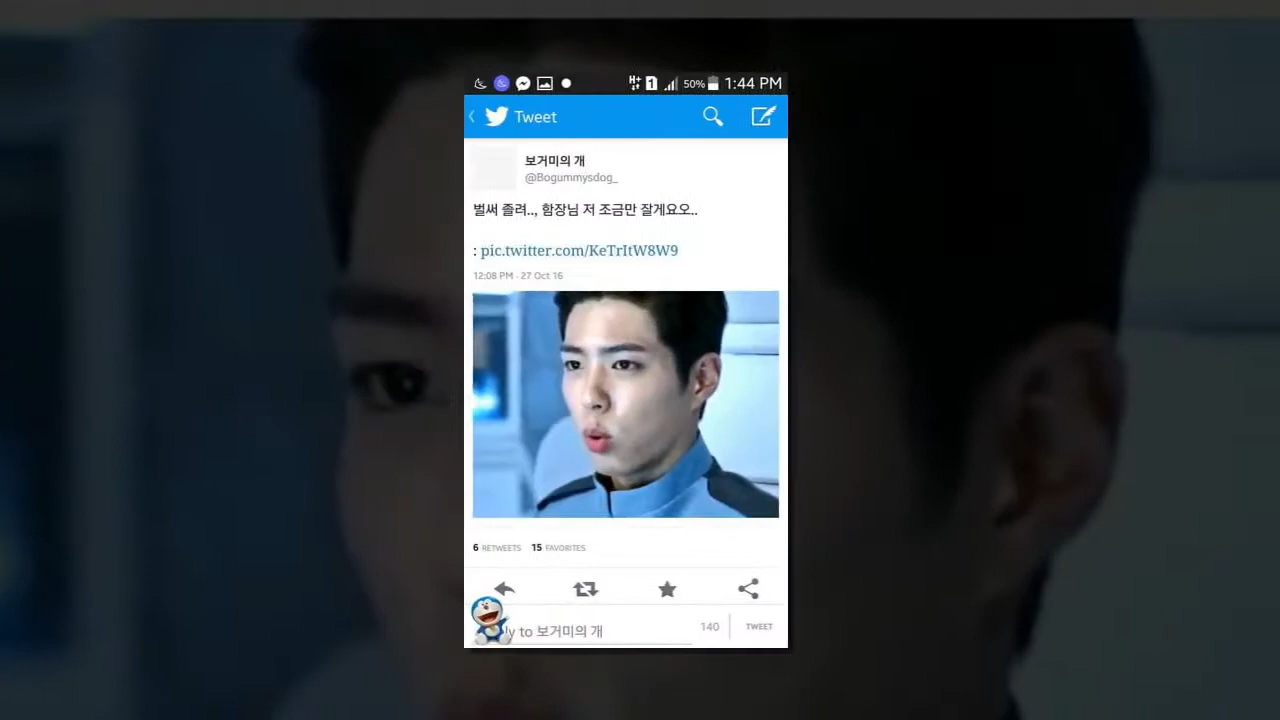 H+ 1 50% 1:44 PM
Tweet
보거미의 개
@Bogummysdog_
벌써 졸려.., 함장님 저 조금만 잘게요오..
: pic.twitter.com/KeTrItW8W9
12:08 PM - 27 Oct 16
6 RETWEETS 15 FAVORITES
ly to 보거미의 개 140 TWEET